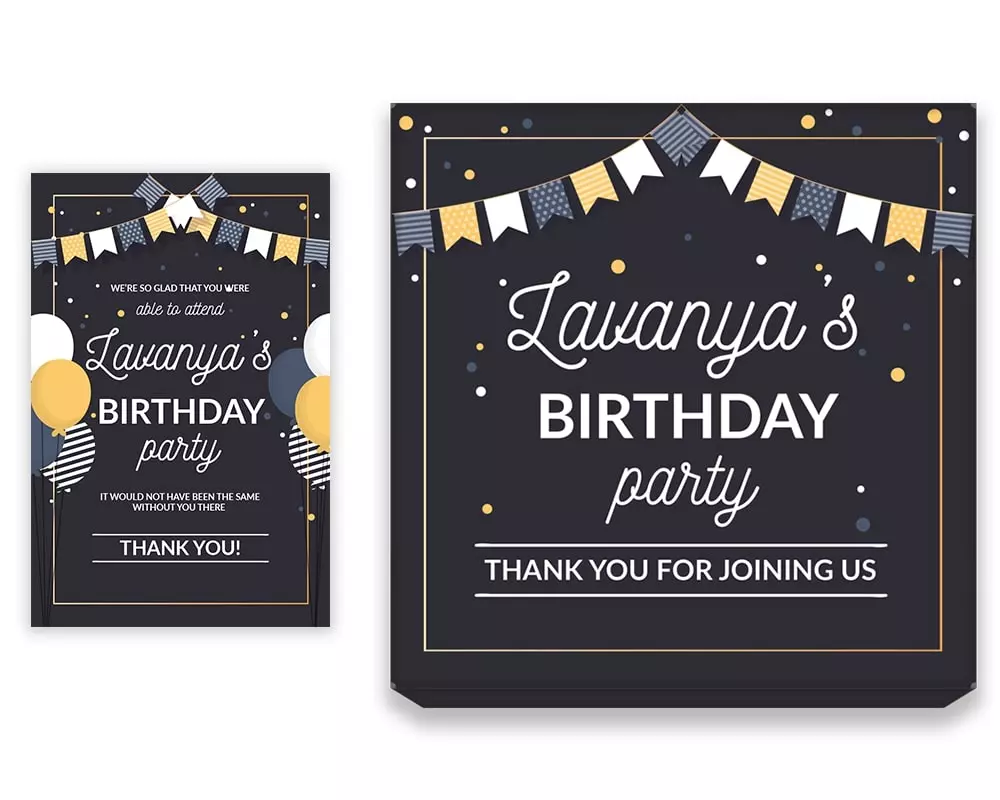 WE'RE SO GLAD THAT YOU WERE
able to attend
Lavanya's
BIRTHDAY
party
IT WOULD NOT HAVE BEEN THE SAME
WITHOUT YOU THERE
THANK YOU!
Lavanya's
BIRTHDAY
party
THANK YOU FOR JOINING US